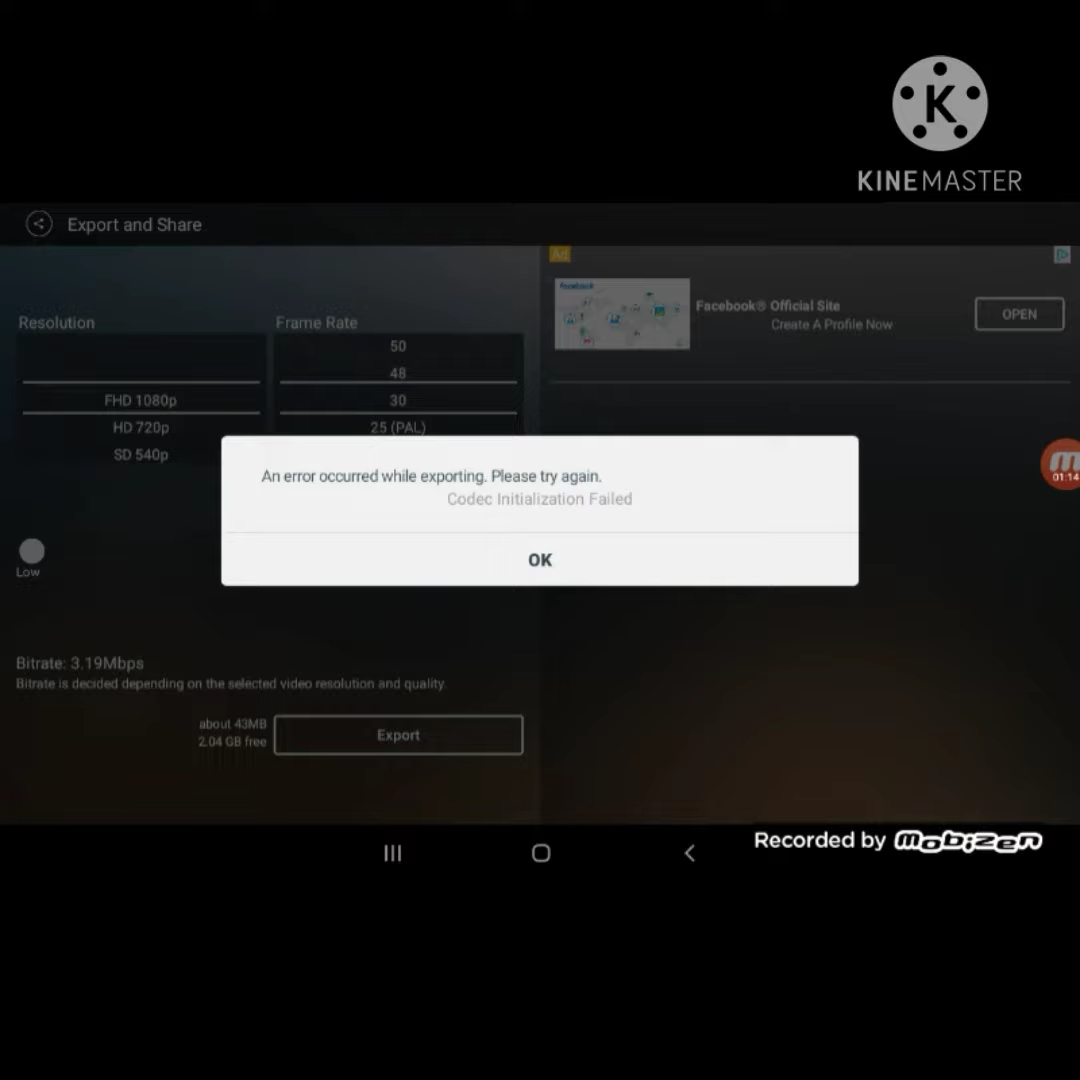 K
KINEMASTER
Export and Share
Ad
facebook
Resolution
Frame Rate
Facebook® Official Site
Create A Profile Now
OPEN
50
48
FHD 1080p
30
HD 720p
25 (PAL)
SD 540p
An error occurred while exporting. Please try again.
Codec Initialization Failed
OK
m
01:14
Low
Bitrate: 3.19Mbps
Bitrate is decided depending on the selected video resolution and quality.
about 43MB
2.04 GB free
Export
Recorded by mobizen